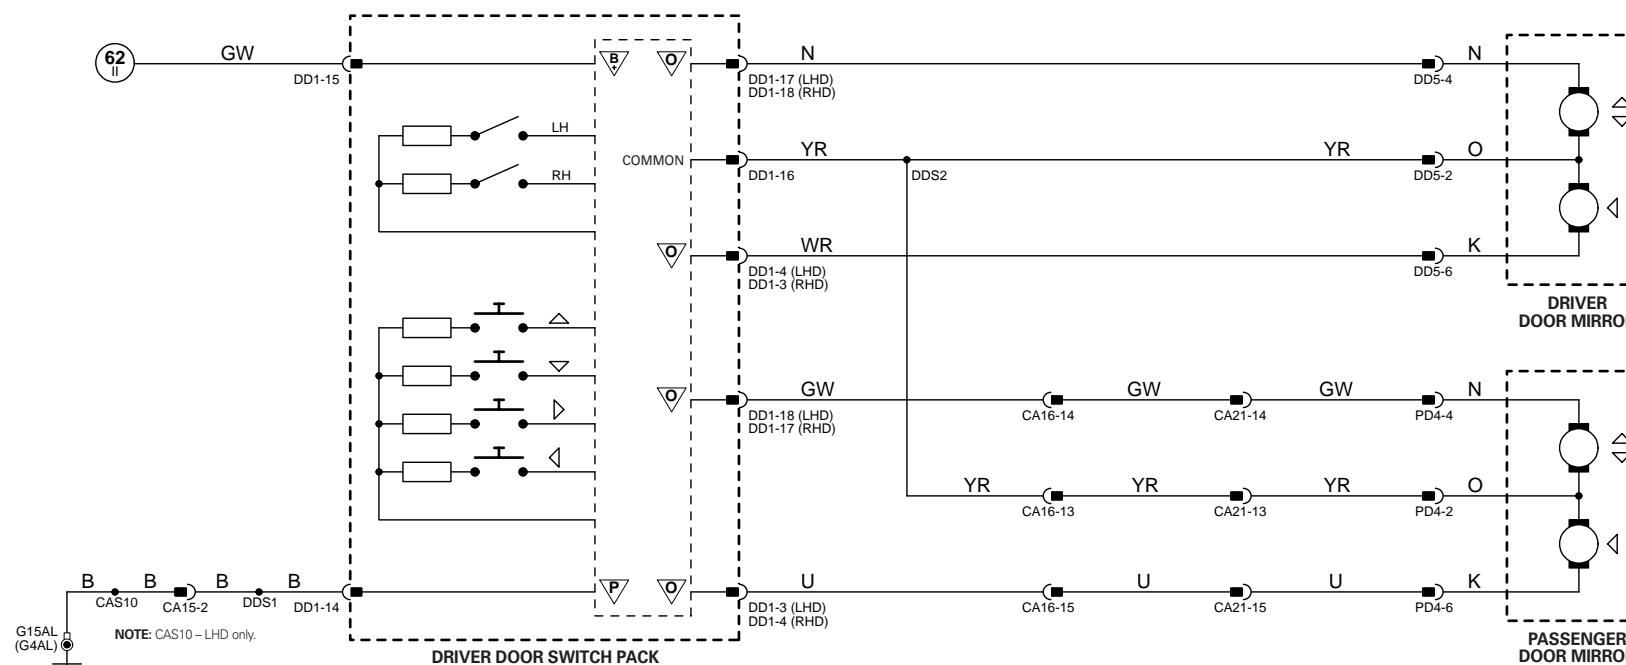 62
II
GW
DD1-15
B
+
O
N
DD1-17 (LHD)
DD1-18 (RHD)
DD5-4
N
LH
COMMON
YR
DD1-16
DDS2
YR
DD5-2
O
RH
O
WR
DD1-4 (LHD)
DD1-3 (RHD)
DD5-6
K
DRIVER
DOOR MIRRO
O
GW
DD1-18 (LHD)
DD1-17 (RHD)
CA16-14
GW
CA21-14
GW
PD4-4
N
YR
CA16-13
YR
CA21-13
YR
PD4-2
O
B
CAS10
B
CA15-2
B
DDS1
B
DD1-14
P
O
U
DD1-3 (LHD)
DD1-4 (RHD)
CA16-15
U
CA21-15
U
PD4-6
K
G15AL
(G4AL)
NOTE: CAS10 – LHD only.
DRIVER DOOR SWITCH PACK
PASSENGER
DOOR MIRRO